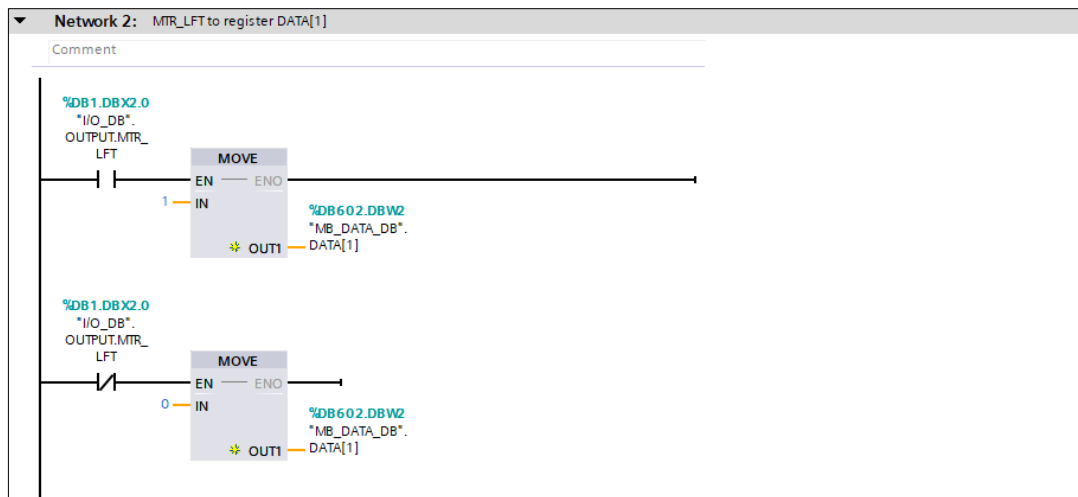 Network 2: MTR_LFT to register DATA[1]
Comment
%DB1.DBX2.0
"I/O_DB".
OUTPUT.MTR_
LFT
MOVE
EN ENO
1 IN
%DB602.DBW2
"MB_DATA_DB".
OUT1 DATA[1]
%DB1.DBX2.0
"I/O_DB".
OUTPUT.MTR_
LFT
MOVE
EN ENO
0 IN
%DB602.DBW2
"MB_DATA_DB".
OUT1 DATA[1]